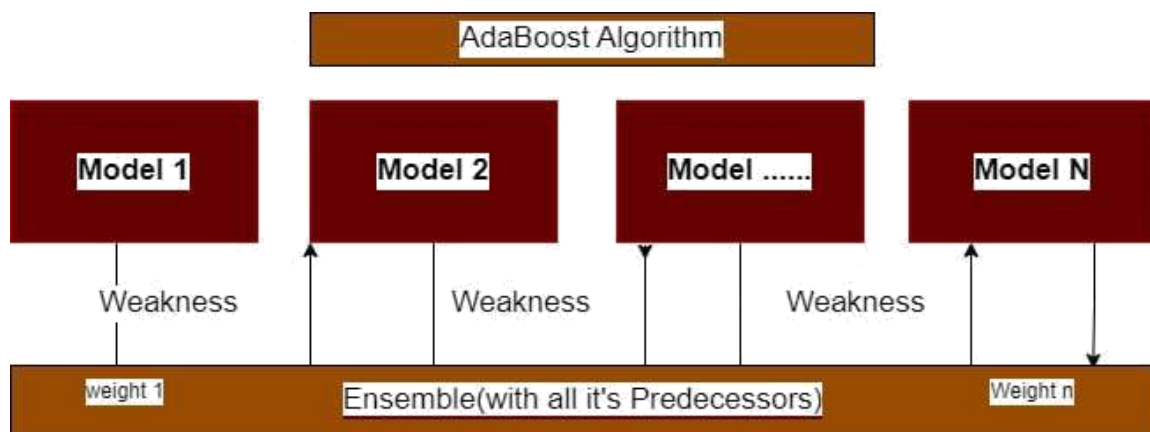 AdaBoost Algorithm
Model 1
Model 2
Model ......
Model N
Weakness
Weakness
Weakness
weight 1
Ensemble(with all it's Predecessors)
Weight n